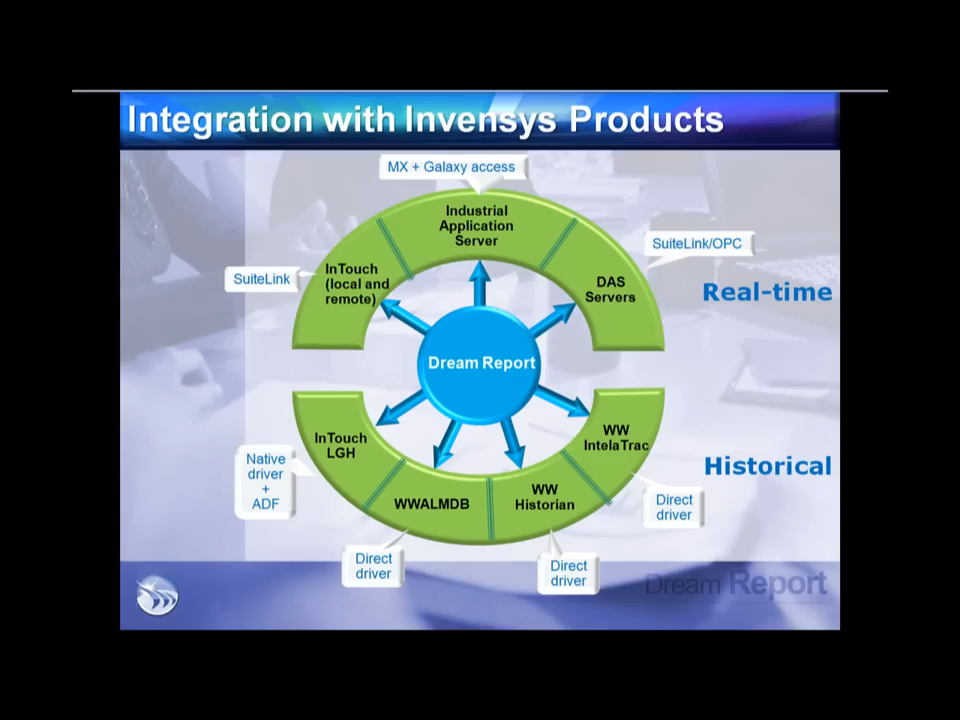 Integration with Invensys Products
MX + Galaxy access
Industrial
Application
Server
SuiteLink/OPC
SuiteLink
InTouch
(local and
remote)
DAS
Servers
Real-time
Dream Report
InTouch
LGH
WW
IntelaTrac
Historical
Native
driver
+
ADF
WWALMDB
WW
Historian
Direct
driver
Direct
driver
Direct
driver
Dream Report